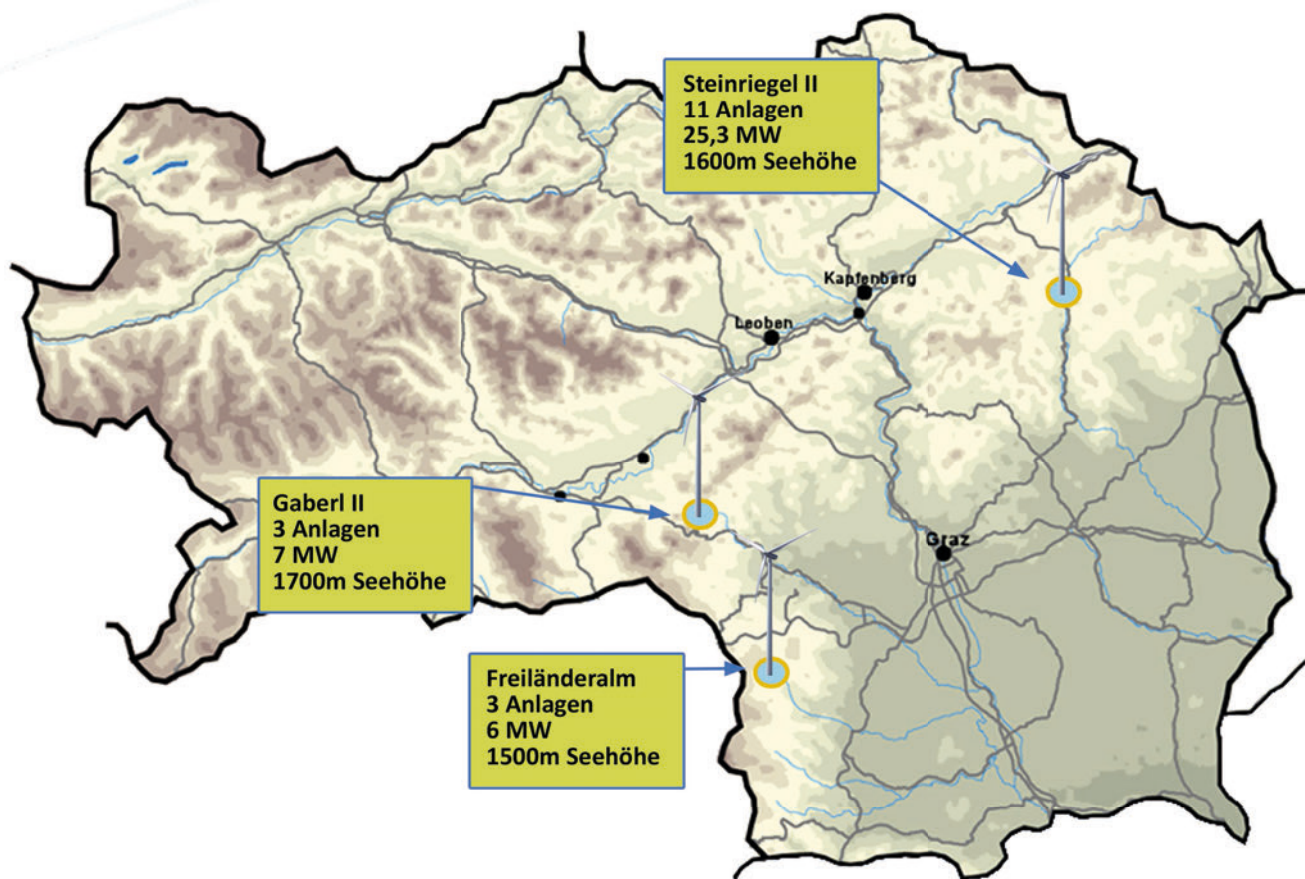 Steinriegel II
11 Anlagen
25,3 MW
1600m Seehöhe
Kapfenberg
Leoben
Gaberl II
3 Anlagen
7 MW
1700m Seehöhe
Graz
Freiländeralm
3 Anlagen
6 MW
1500m Seehöhe